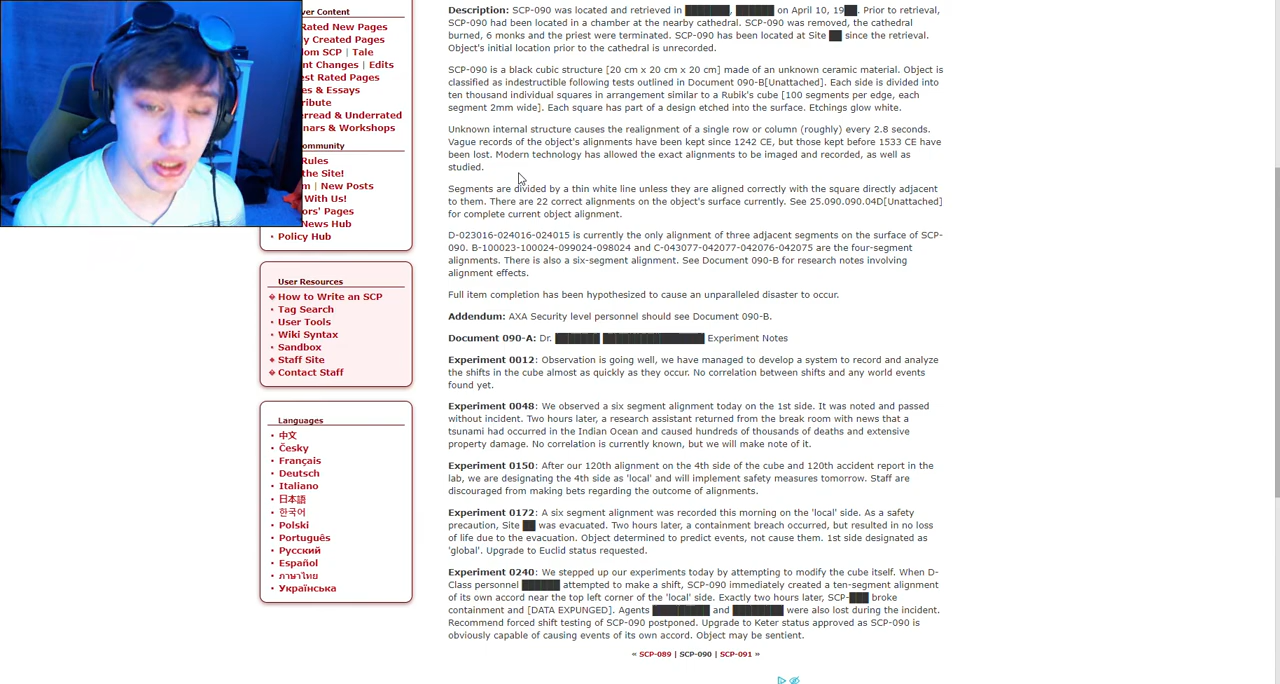 ver Content
Rated New Pages
y Created Pages
om SCP | Tale
nt Changes | Edits
est Rated Pages
es & Essays
ribute
erread & Underrated
inars & Workshops
ommunity
Rules
the Site!
m | New Posts
With Us!
ors' Pages
News Hub
• Policy Hub
User Resources
How to Write an SCP
• Tag Search
• User Tools
• Wiki Syntax
• Sandbox
Staff Site
Contact Staff
Languages
• 中文
• Česky
• Français
• Deutsch
• Italiano
• 日本語
• 한국어
• Polski
• Português
• Русский
• Español
• ภาษาไทย
• Українська
Description: SCP-090 was located and retrieved in ███████, ██████ on April 10, 19██. Prior to retrieval,
SCP-090 had been located in a chamber at the nearby cathedral. SCP-090 was removed, the cathedral
burned, 6 monks and the priest were terminated. SCP-090 has been located at Site ██ since the retrieval.
Object's initial location prior to the cathedral is unrecorded.
SCP-090 is a black cubic structure [20 cm x 20 cm x 20 cm] made of an unknown ceramic material. Object is
classified as indestructible following tests outlined in Document 090-B[Unattached]. Each side is divided into
ten thousand individual squares in arrangement similar to a Rubik's cube [100 segments per edge, each
segment 2mm wide]. Each square has part of a design etched into the surface. Etchings glow white.
Unknown internal structure causes the realignment of a single row or column (roughly) every 2.8 seconds.
Vague records of the object's alignments have been kept since 1242 CE, but those kept before 1533 CE have
been lost. Modern technology has allowed the exact alignments to be imaged and recorded, as well as
studied.
Segments are divided by a thin white line unless they are aligned correctly with the square directly adjacent
to them. There are 22 correct alignments on the object's surface currently. See 25.090.090.04D[Unattached]
for complete current object alignment.
D-023016-024016-024015 is currently the only alignment of three adjacent segments on the surface of SCP-
090. B-100023-100024-099024-098024 and C-043077-042077-042076-042075 are the four-segment
alignments. There is also a six-segment alignment. See Document 090-B for research notes involving
alignment effects.
Full item completion has been hypothesized to cause an unparalleled disaster to occur.
Addendum: AXA Security level personnel should see Document 090-B.
Document 090-A: Dr. ███████ ████████████████ Experiment Notes
Experiment 0012: Observation is going well, we have managed to develop a system to record and analyze
the shifts in the cube almost as quickly as they occur. No correlation between shifts and any world events
found yet.
Experiment 0048: We observed a six segment alignment today on the 1st side. It was noted and passed
without incident. Two hours later, a research assistant returned from the break room with news that a
tsunami had occurred in the Indian Ocean and caused hundreds of thousands of deaths and extensive
property damage. No correlation is currently known, but we will make note of it.
Experiment 0150: After our 120th alignment on the 4th side of the cube and 120th accident report in the
lab, we are designating the 4th side as 'local' and will implement safety measures tomorrow. Staff are
discouraged from making bets regarding the outcome of alignments.
Experiment 0172: A six segment alignment was recorded this morning on the 'local' side. As a safety
precaution, Site ██ was evacuated. Two hours later, a containment breach occurred, but resulted in no loss
of life due to the evacuation. Object determined to predict events, not cause them. 1st side designated as
'global'. Upgrade to Euclid status requested.
Experiment 0240: We stepped up our experiments today by attempting to modify the cube itself. When D-
Class personnel ██████ attempted to make a shift, SCP-090 immediately created a ten-segment alignment
of its own accord near the top left corner of the 'local' side. Exactly two hours later, SCP-███ broke
containment and [DATA EXPUNGED]. Agents █████████ and ████████ were also lost during the incident.
Recommend forced shift testing of SCP-090 postponed. Upgrade to Keter status approved as SCP-090 is
obviously capable of causing events of its own accord. Object may be sentient.
« SCP-089 | SCP-090 | SCP-091 »